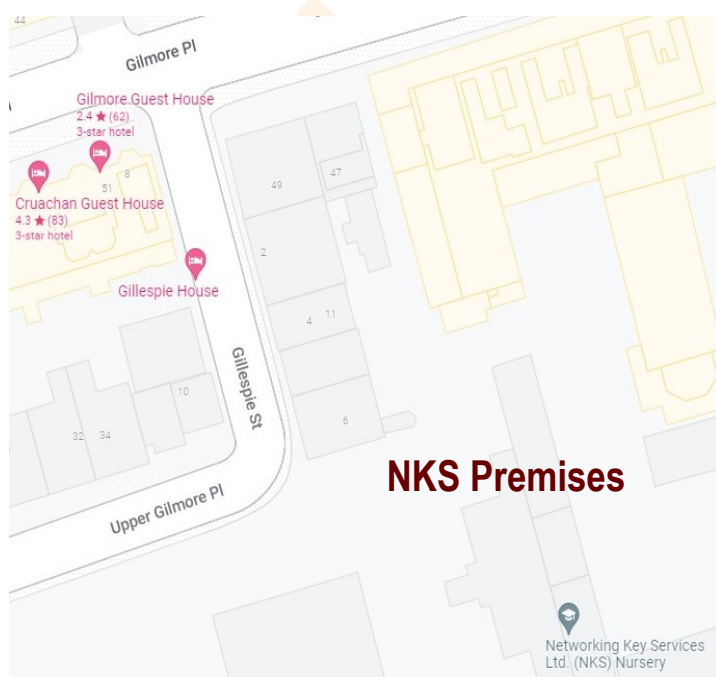 44
Gilmore Pl
Gilmore Guest House
2.4 ★ (62)
3-star hotel
8
51
Cruachan Guest House
4.3 ★ (83)
3-star hotel
49
47
2
Gillespie House
4
11
Gillespie St
10
32
34
6
NKS Premises
Upper Gilmore Pl
Networking Key Services
Ltd. (NKS) Nursery